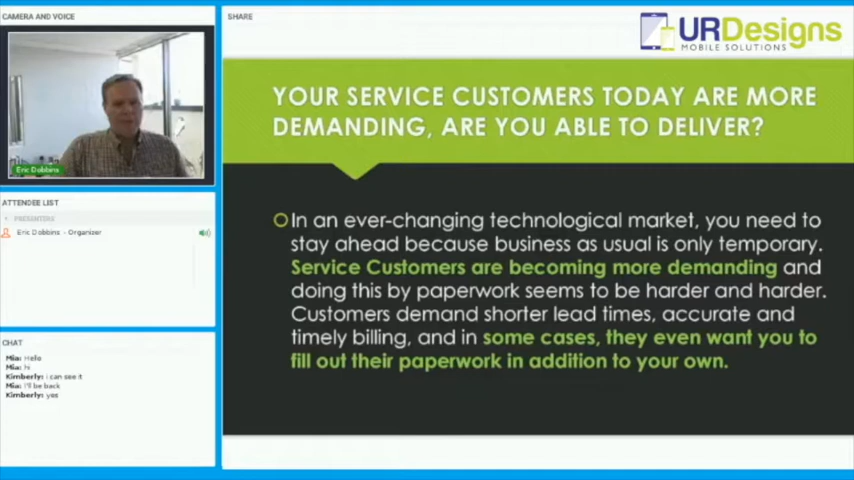 CAMERA AND VOICE
Eric Dobbins
ATTENDEE LIST
PRESENTERS
Eric Dobbins - Organizer
CHAT
Mia: Hello
Mia: hi
Kimberly: i can see it
Mia: I'll be back
Kimberly: yes
SHARE
URDesigns
MOBILE SOLUTIONS
YOUR SERVICE CUSTOMERS TODAY ARE MORE
DEMANDING, ARE YOU ABLE TO DELIVER?
In an ever-changing technological market, you need to
stay ahead because business as usual is only temporary.
Service Customers are becoming more demanding and
doing this by paperwork seems to be harder and harder.
Customers demand shorter lead times, accurate and
timely billing, and in some cases, they even want you to
fill out their paperwork in addition to your own.